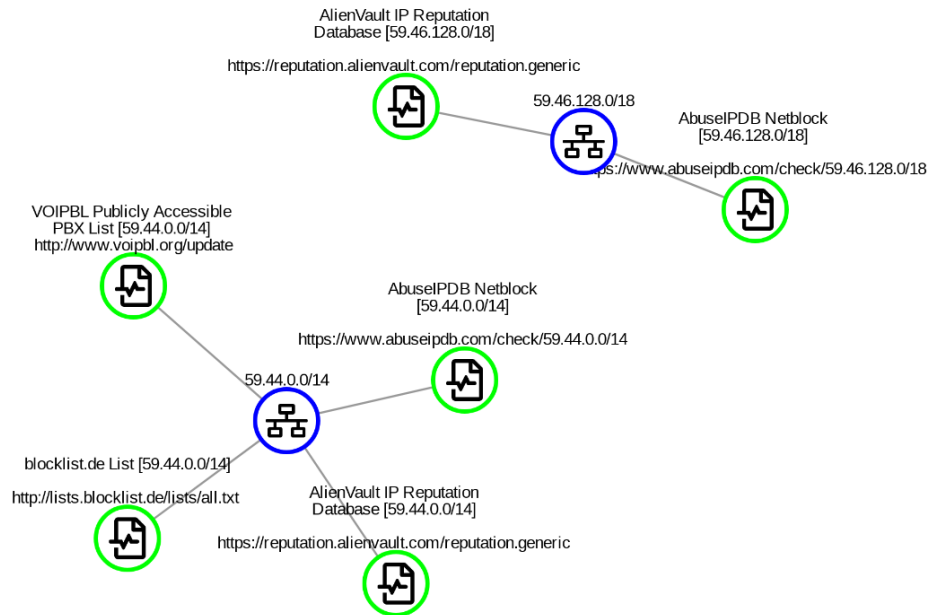 AlienVault IP Reputation
Database [59.46.128.0/18]
https://reputation.alienvault.com/reputation.generic
59.46.128.0/18
AbuseIPDB Netblock
[59.46.128.0/18]
ps://www.abuseipdb.com/check/59.46.128.0/18
VOIPBL Publicly Accessible
PBX List [59.44.0.0/14]
http://www.voipbl.org/update
AbuseIPDB Netblock
[59.44.0.0/14]
https://www.abuseipdb.com/check/59.44.0.0/14
59.44.0.0/14
blocklist.de List [59.44.0.0/14]
http://lists.blocklist.de/lists/all.txt
AlienVault IP Reputation
Database [59.44.0.0/14]
https://reputation.alienvault.com/reputation.generic